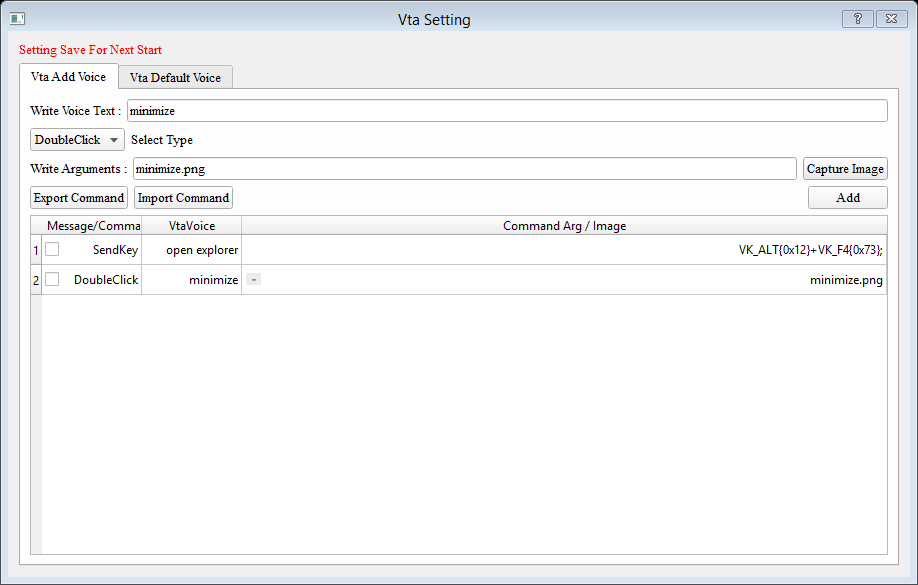 Vta Setting
Setting Save For Next Start
Vta Add Voice Vta Default Voice
Write Voice Text : minimize
DoubleClick Select Type
Write Arguments : minimize.png Capture Image
Export Command Import Command Add
Message/Comma VtaVoice Command Arg / Image
1 SendKey open explorer VK_ALT{0x12}+VK_F4{0x73};
2 DoubleClick minimize - minimize.png